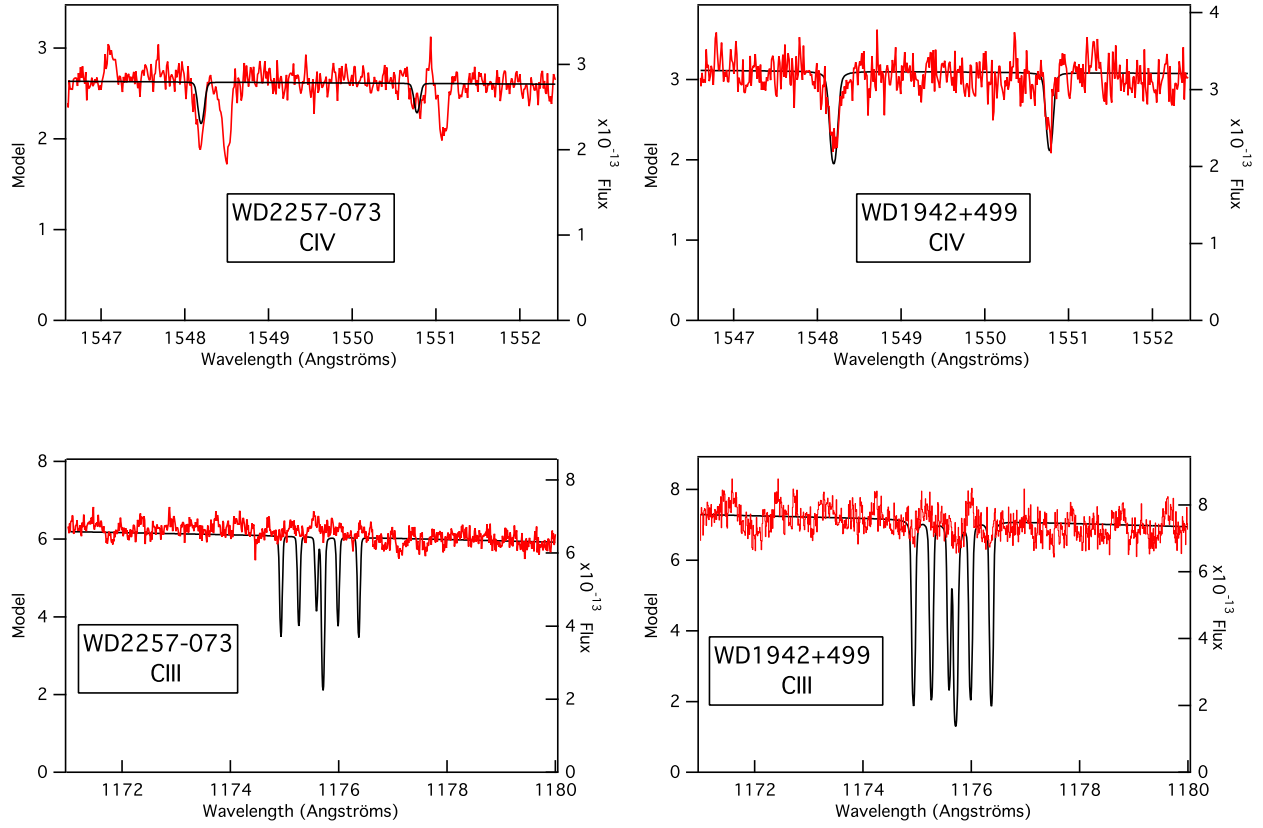 3
2
1
0
Model
3
2
1
0
x10-13 Flux
WD2257-073
CIV
1547 1548 1549 1550 1551 1552
Wavelength (Angströms)
3
2
1
0
Model
4
3
2
1
0
x10-13 Flux
WD1942+499
CIV
1547 1548 1549 1550 1551 1552
Wavelength (Angströms)
8
6
4
2
0
Model
8
6
4
2
0
x10-13 Flux
WD2257-073
CIII
1172 1174 1176 1178 1180
Wavelength (Angströms)
8
6
4
2
0
Model
8
6
4
2
0
x10-13 Flux
WD1942+499
CIII
1172 1174 1176 1178 1180
Wavelength (Angströms)